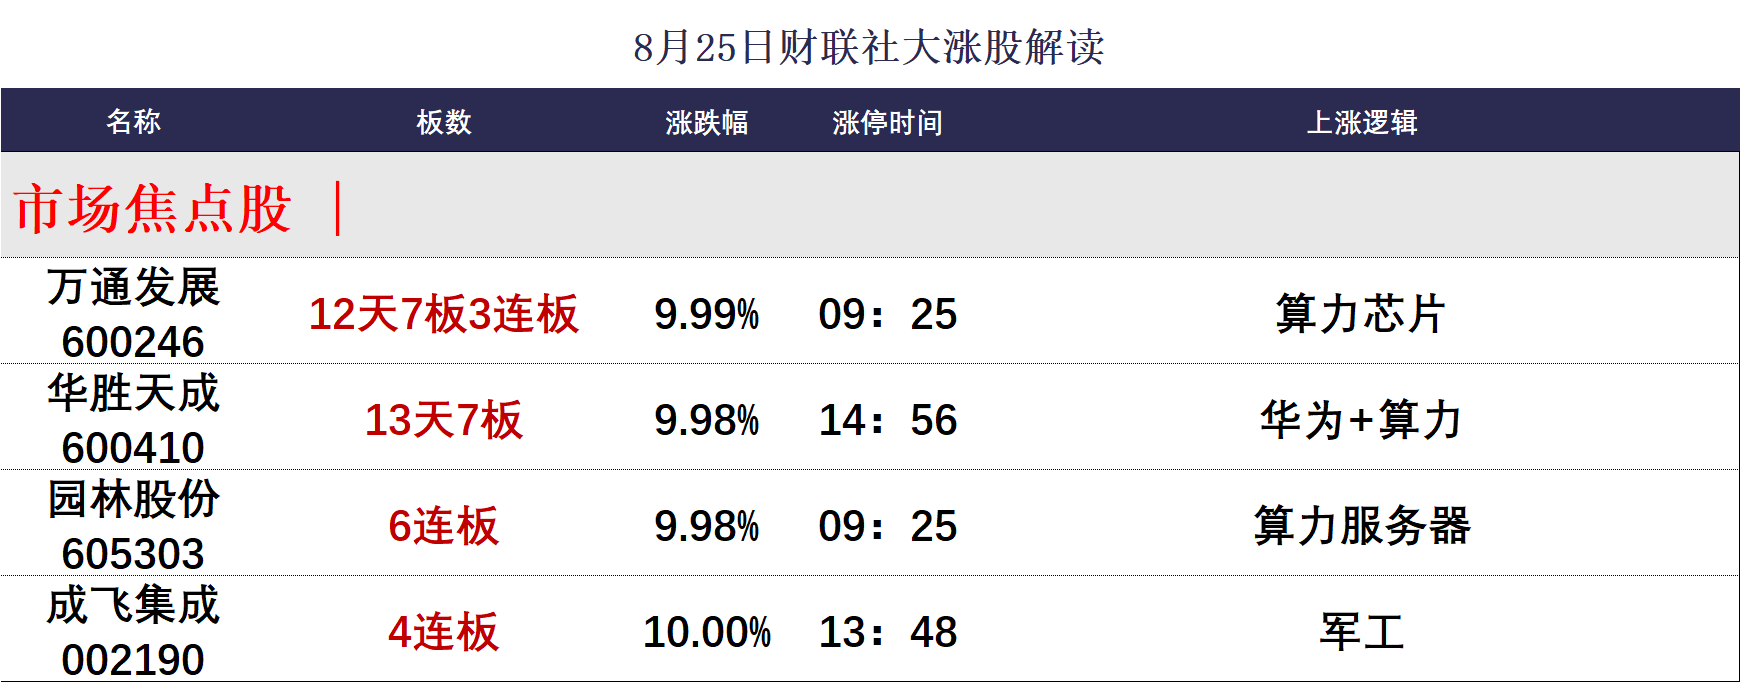 8月25日财联社大涨股解读
名称 板数 涨跌幅 涨停时间 上涨逻辑
市场焦点股 |
万通发展
600246 12天7板3连板 9.99% 09：25 算力芯片
华胜天成
600410 13天7板 9.98% 14：56 华为+算力
园林股份
605303 6连板 9.98% 09：25 算力服务器
成飞集成
002190 4连板 10.00% 13：48 军工